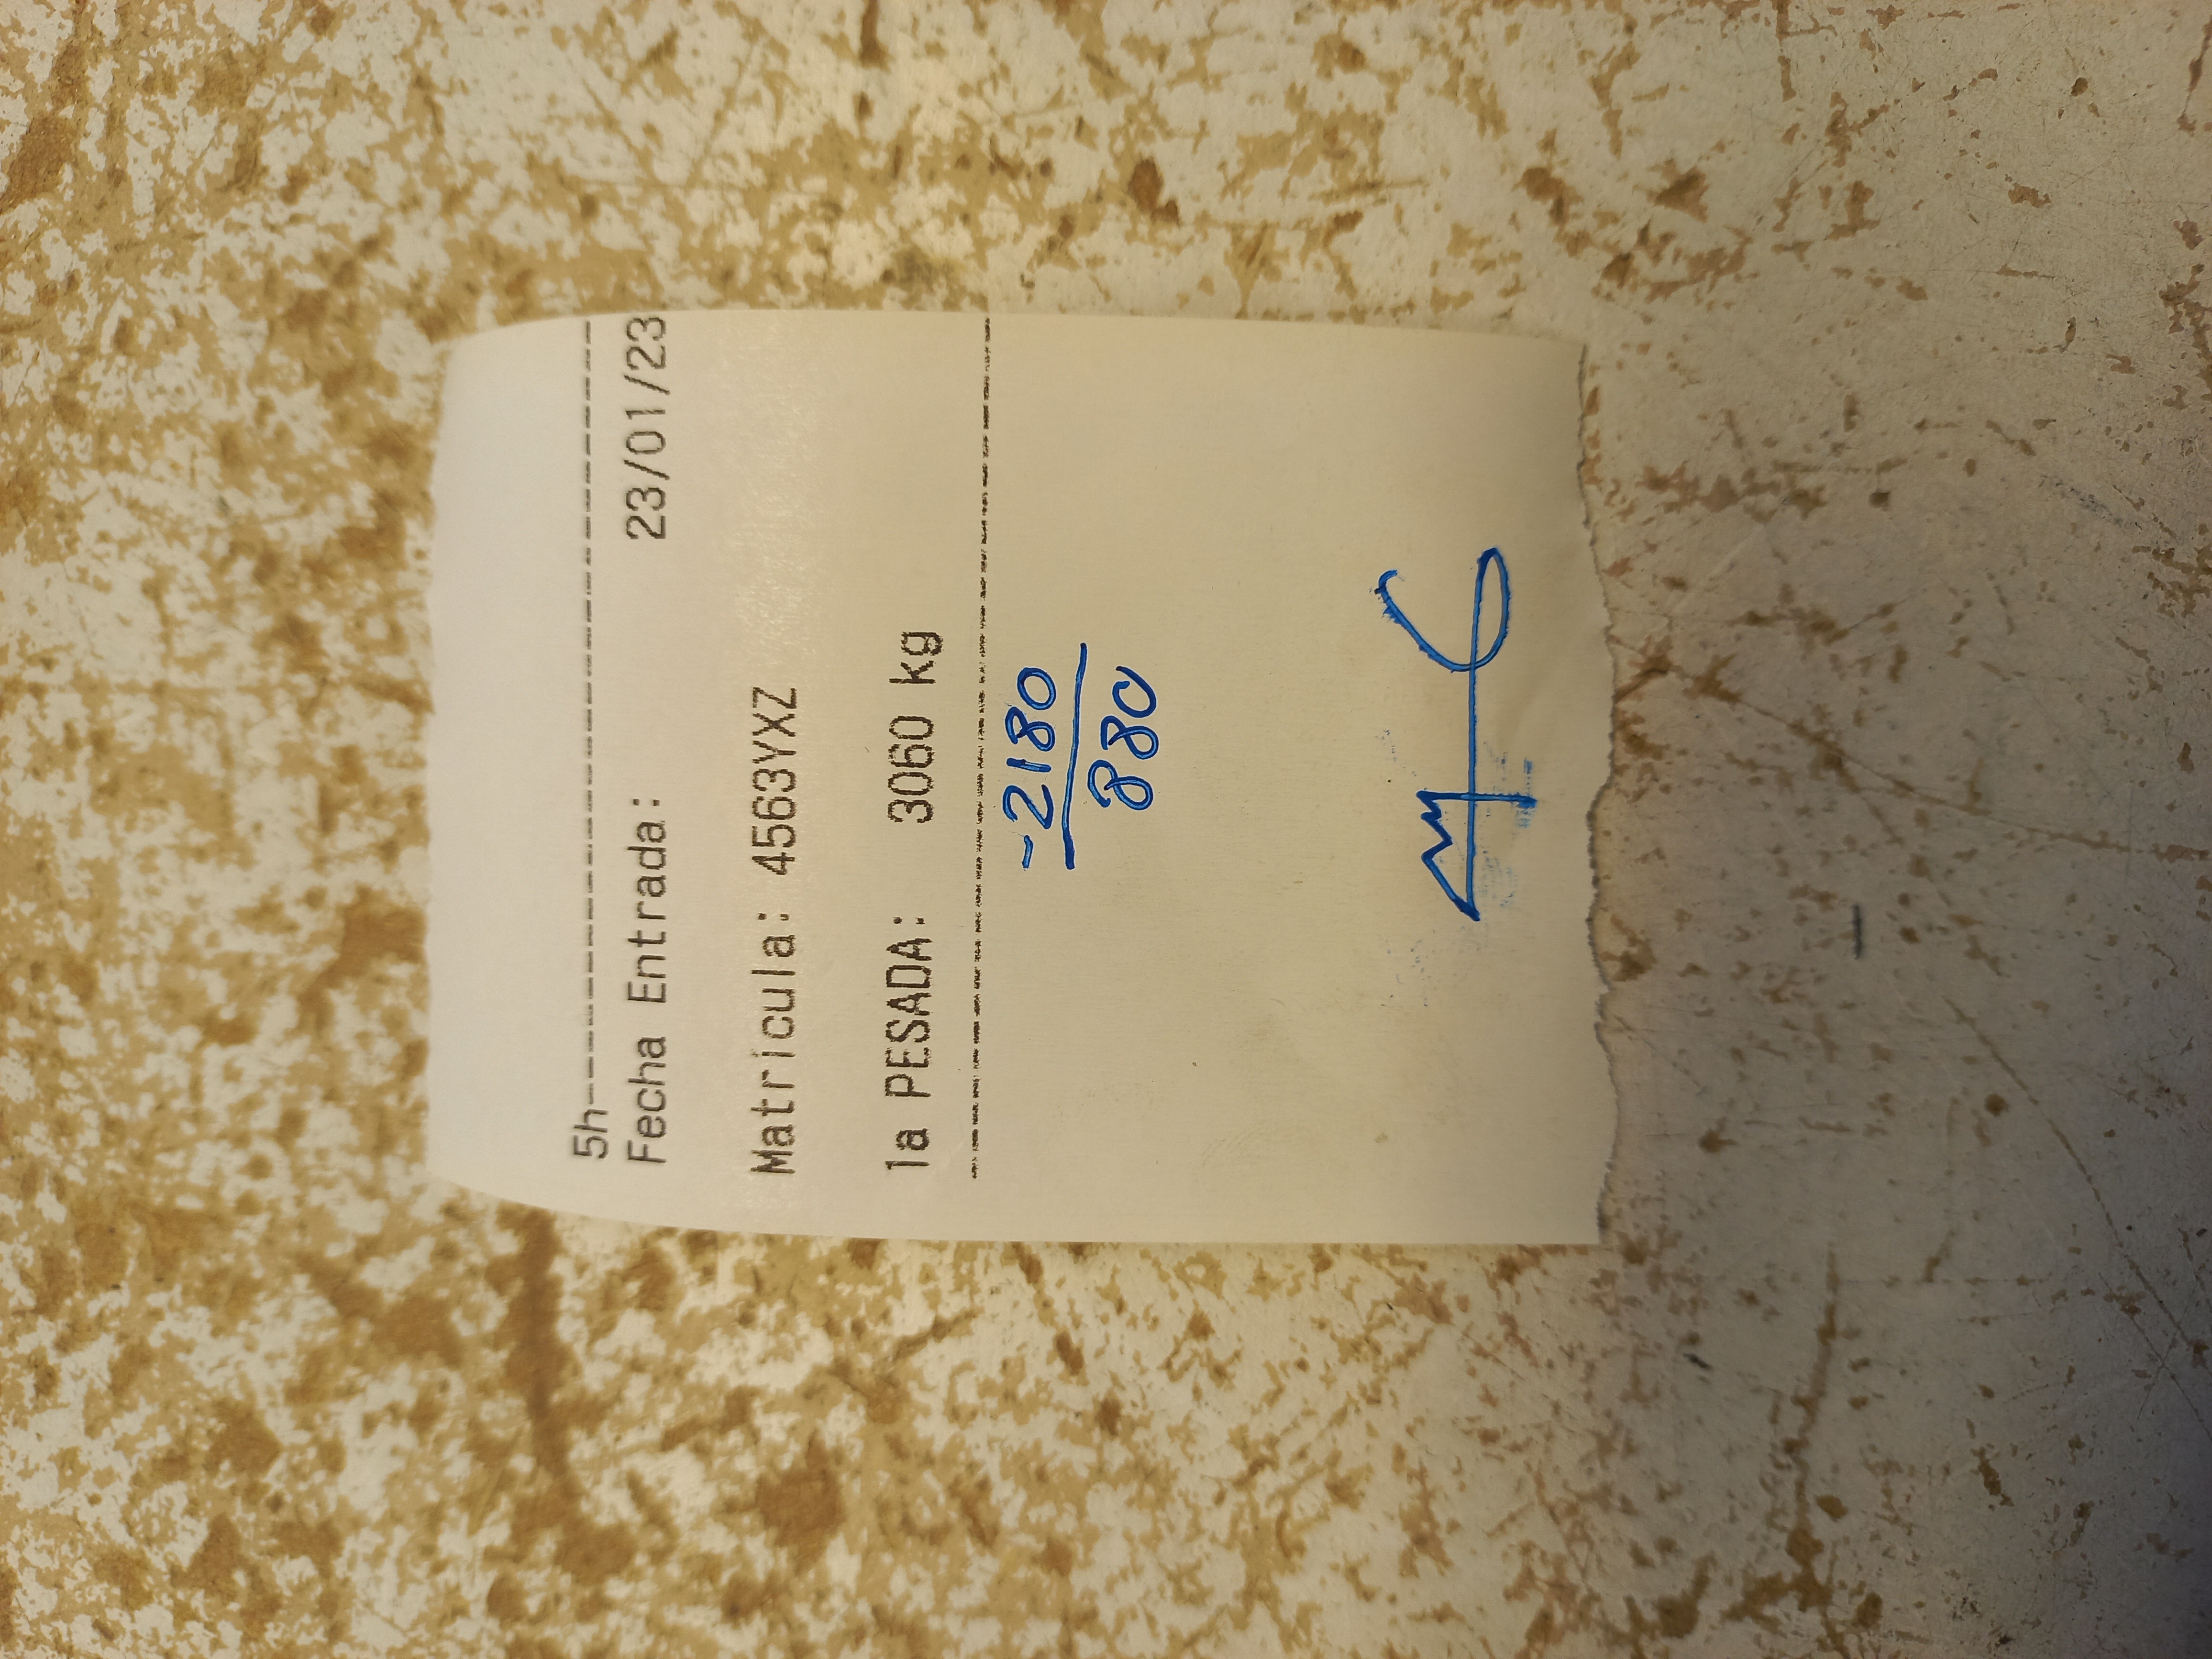 5h--------------------------
Fecha Entrada: 23/01/23
Matricula: 4563YXZ
1a PESADA: 3060 kg
-2180
880